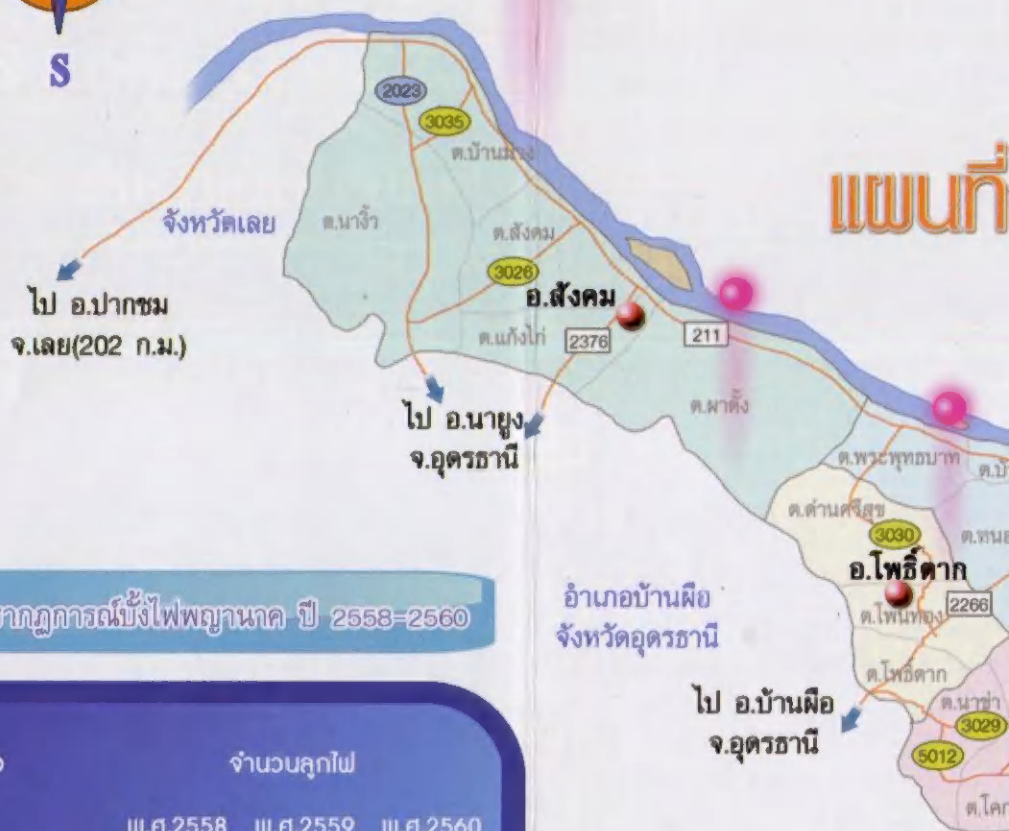 S
2023
3035
ต.บ้านม่วง
แผนที่
จังหวัดเลย
ต.นางิ้ว
ต.สังคม
3026
อ.สังคม
ไป อ.ปากชม
จ.เลย(202 ก.ม.)
ต.แก้งไก่
2376
211
ต.ผาตั้ง
ไป อ.นายูง
จ.อุดรธานี
ต.พระพุทธบาท
ต.ด่านศรีสุข
3030
อ.โพธิ์ตาก
2266
ต.โพนทอง
อำเภอบ้านผือ
จังหวัดอุดรธานี
ากฏการณ์บั้งไฟพญานาค ปี 2558-2560
ต.โพธิ์ตาก
ไป อ.บ้านผือ
จ.อุดรธานี
ต.นาข่า
3029
5012
จำนวนลูกไฟ
พ.ศ.2558 พ.ศ.2559 พ.ศ.2560